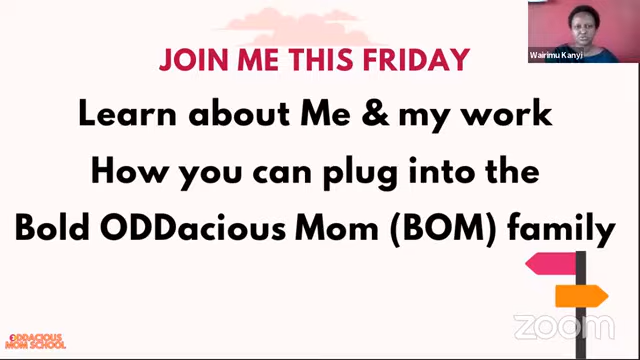 JOIN ME THIS FRIDAY
Learn about Me & my work
How you can plug into the
Bold ODDacious Mom (BOM) family
Wairimu Kanyi
ODDACIOUS
MOM SCHOOL
zoom